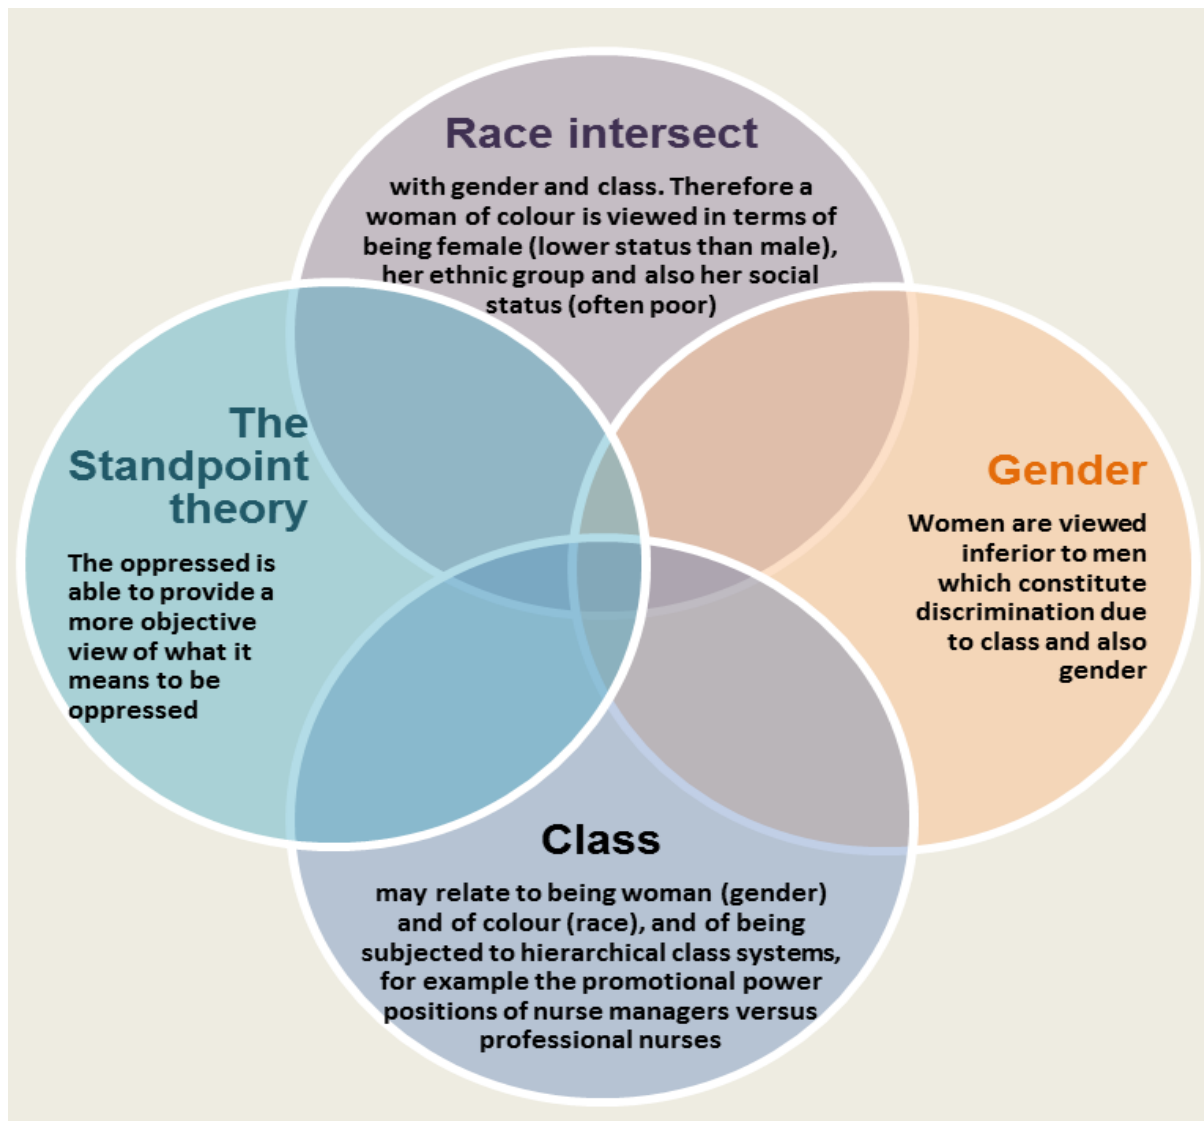 Race intersect
with gender and class. Therefore a
woman of colour is viewed in terms of
being female (lower status than male),
her ethnic group and also her social
status (often poor)
The
Standpoint
theory
The oppressed is
able to provide a
more objective
view of what it
means to be
oppressed
Gender
Women are viewed
inferior to men
which constitute
discrimination due
to class and also
gender
Class
may relate to being woman (gender)
and of colour (race), and of being
subjected to hierarchical class systems,
for example the promotional power
positions of nurse managers versus
professional nurses